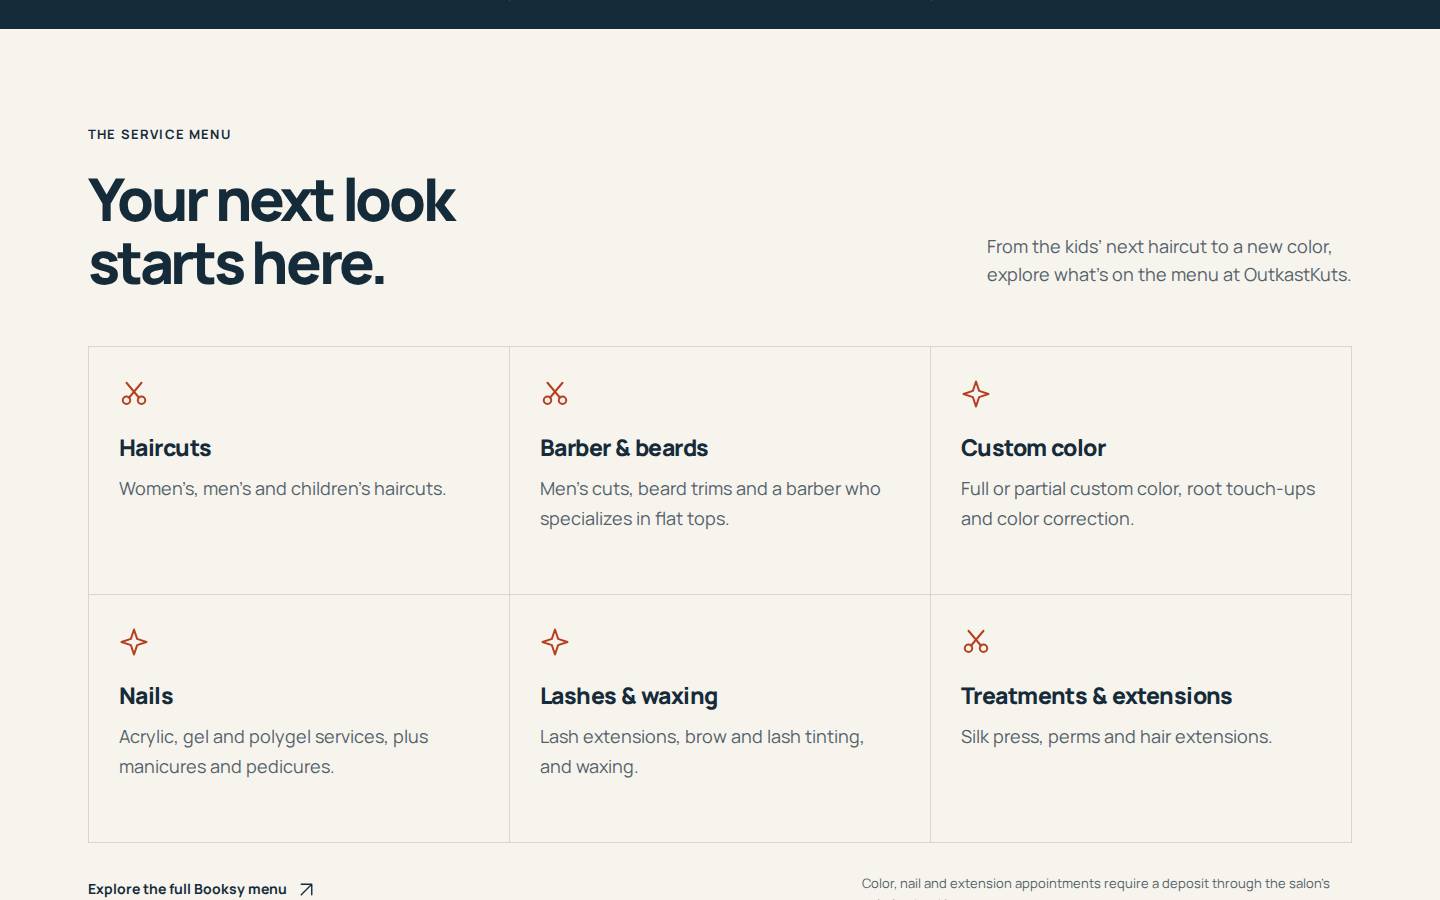 THE SERVICE MENU
Your next look
starts here.
From the kids’ next haircut to a new color,
explore what’s on the menu at OutkastKuts.
Haircuts
Women’s, men’s and children’s haircuts.
Barber & beards
Men’s cuts, beard trims and a barber who
specializes in flat tops.
Custom color
Full or partial custom color, root touch-ups
and color correction.
Nails
Acrylic, gel and polygel services, plus
manicures and pedicures.
Lashes & waxing
Lash extensions, brow and lash tinting,
and waxing.
Treatments & extensions
Silk press, perms and hair extensions.
Explore the full Booksy menu
Color, nail and extension appointments require a deposit through the salon’s